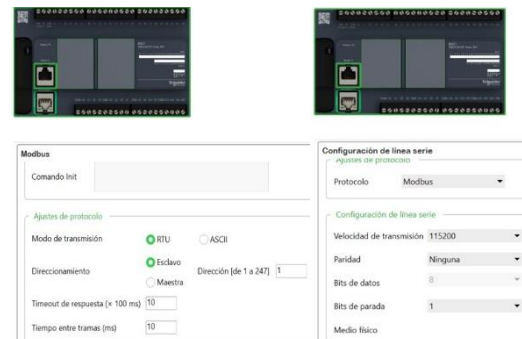 Modbus
Comando Init
Ajustes de protocolo
Modo de transmisión
RTU
ASCII
Direccionamiento
Esclavo
Maestra
Dirección [de 1 a 247]
1
Timeout de respuesta (× 100 ms)
10
Tiempo entre tramas (ms)
10
Configuración de línea serie
Ajustes de protocolo
Protocolo
Modbus
Configuración de línea serie
Velocidad de transmisión
115200
Paridad
Ninguna
Bits de datos
8
Bits de parada
1
Medio físico